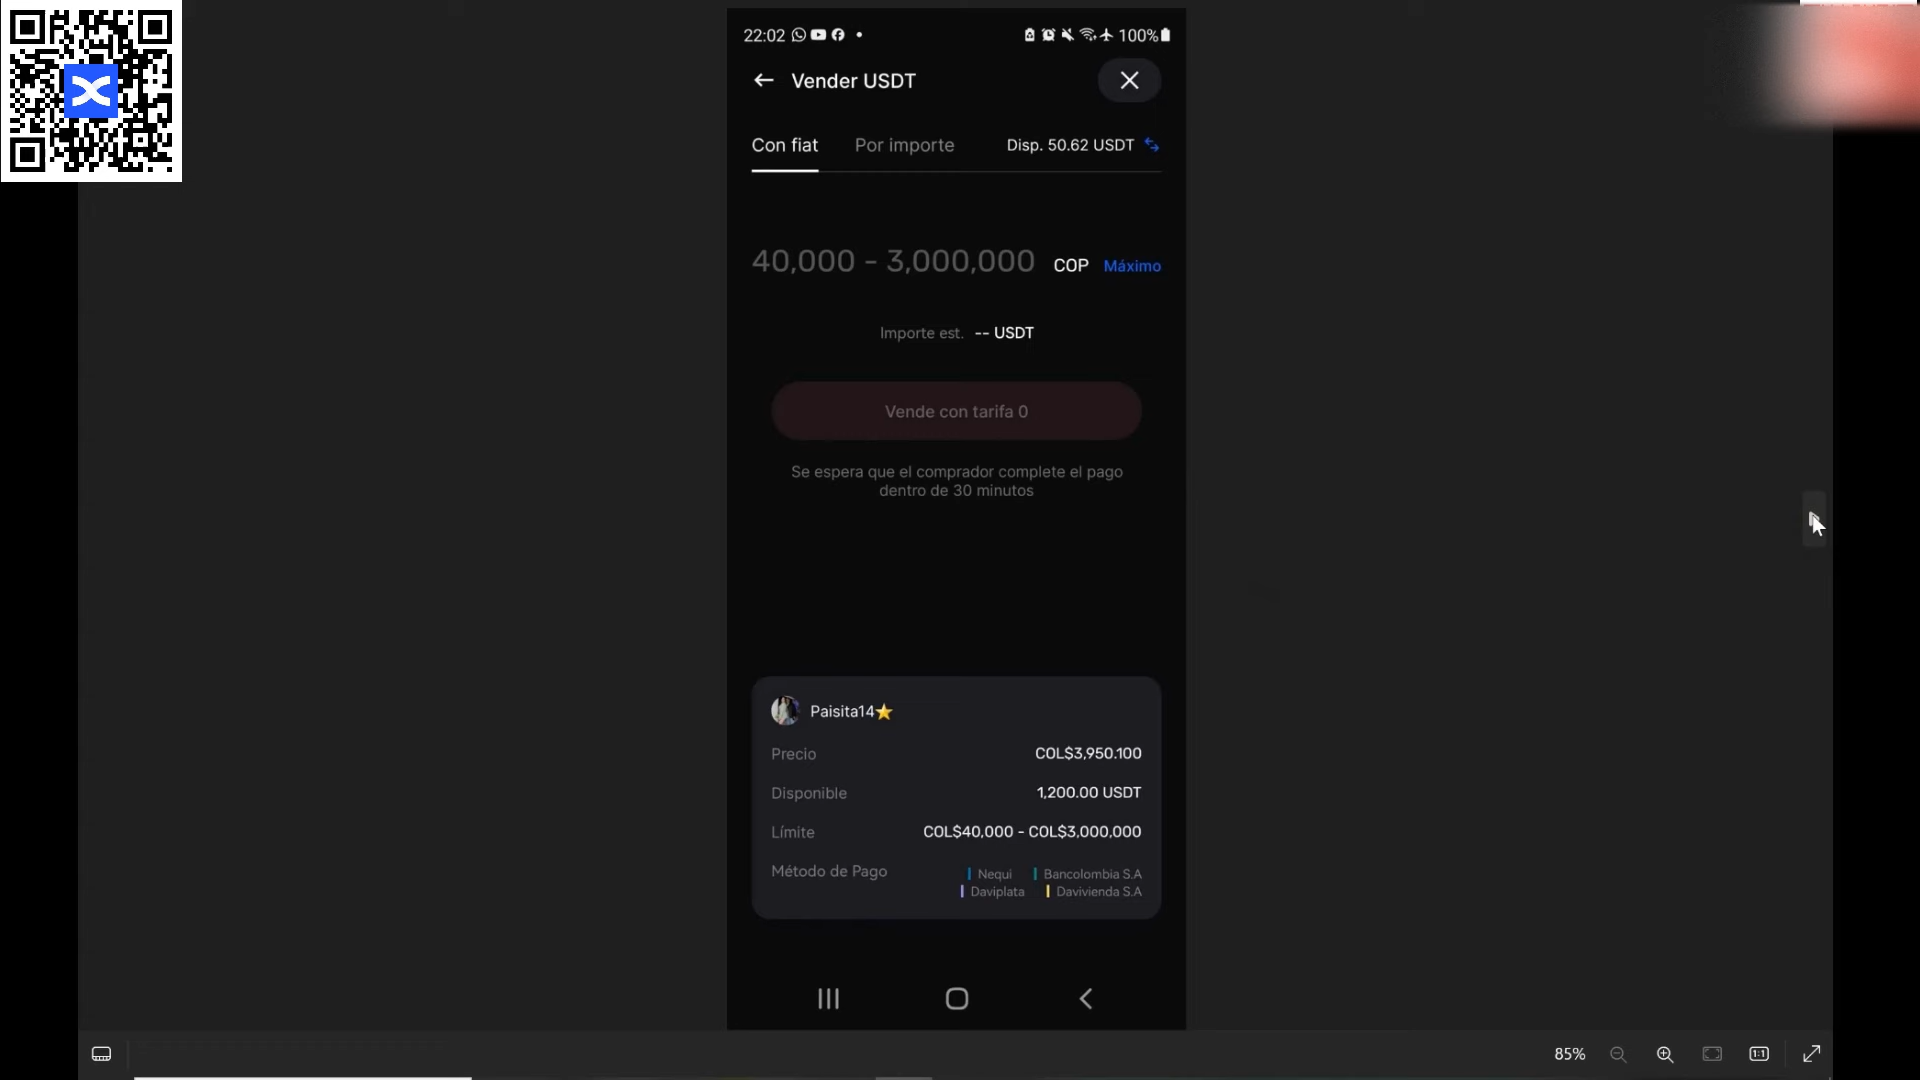 22:02
100%
Vender USDT
Con fiat
Por importe
Disp. 50.62 USDT
40,000 - 3,000,000 COP Máximo
Importe est. -- USDT
Vende con tarifa 0
Se espera que el comprador complete el pago
dentro de 30 minutos
Paisita14
Precio COL$3,950.100
Disponible 1,200.00 USDT
Límite COL$40,000 - COL$3,000,000
Método de Pago Nequi Bancolombia S.A
Daviplata Davivienda S.A
85%
1:1